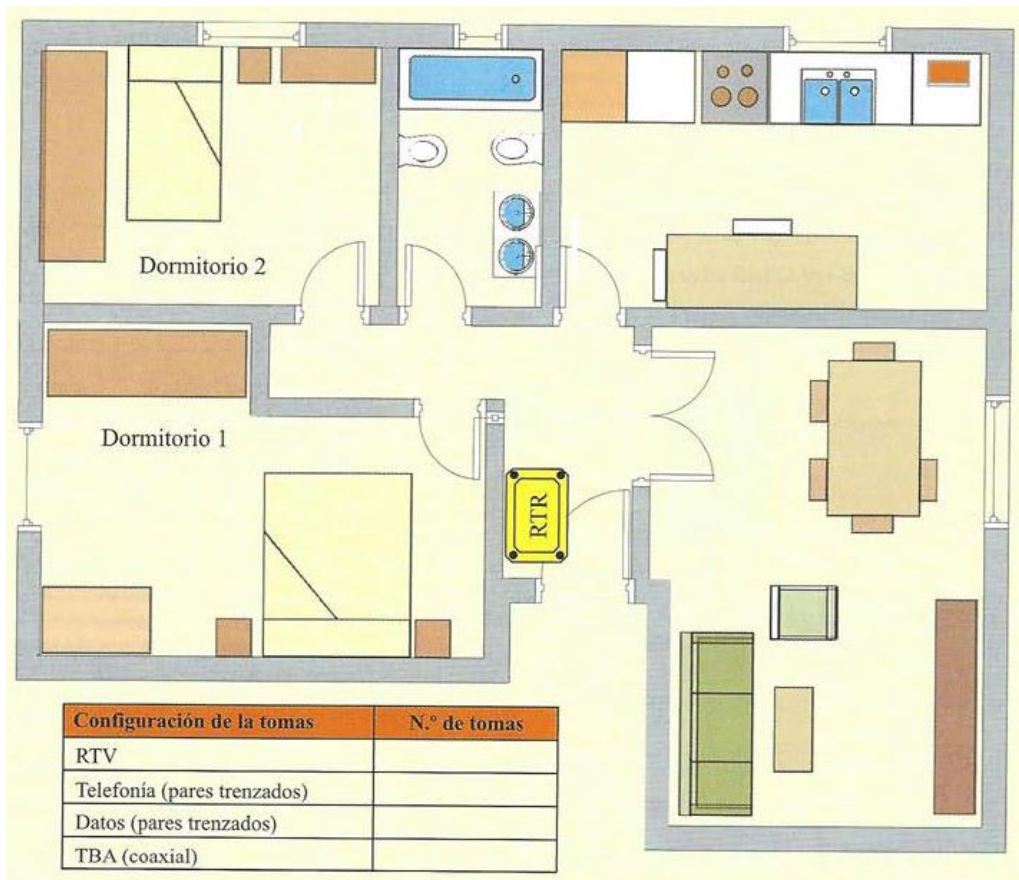 Dormitorio 2
Dormitorio 1
RTR
Configuración de la tomas N.º de tomas
RTV
Telefonía (pares trenzados)
Datos (pares trenzados)
TBA (coaxial)